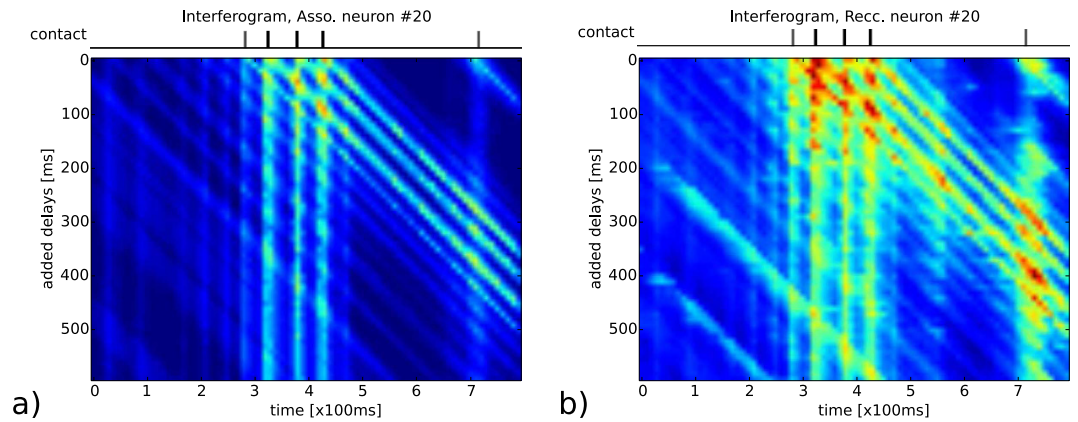 Interferogram, Asso. neuron #20
contact
0
100
200
300
400
500
added delays [ms]
0 1 2 3 4 5 6 7
time [x100ms]
a)
Interferogram, Recc. neuron #20
contact
0
100
200
300
400
500
added delays [ms]
0 1 2 3 4 5 6 7
time [x100ms]
b)